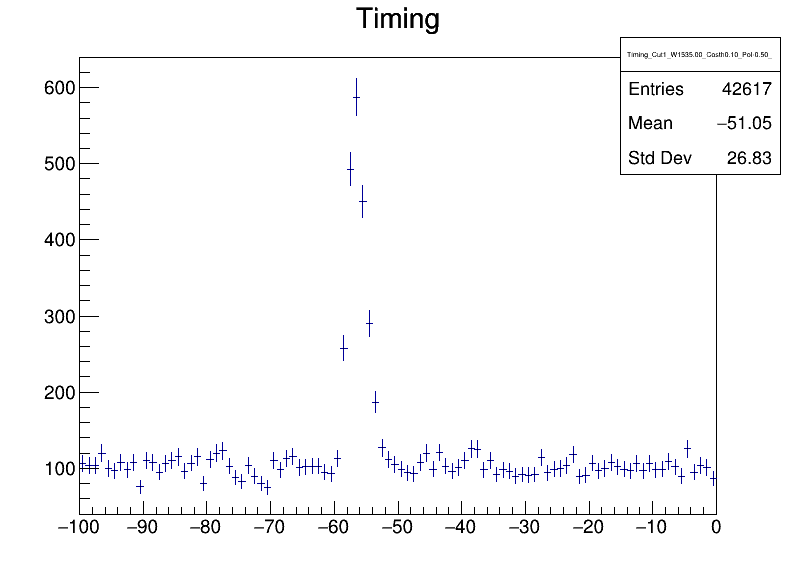 Timing
Timing_Cut1_W1535.00_Costh0.10_Pol-0.50_
Entries 42617
Mean −51.05
Std Dev 26.83
600
500
400
300
200
100
−100 −90 −80 −70 −60 −50 −40 −30 −20 −10 0